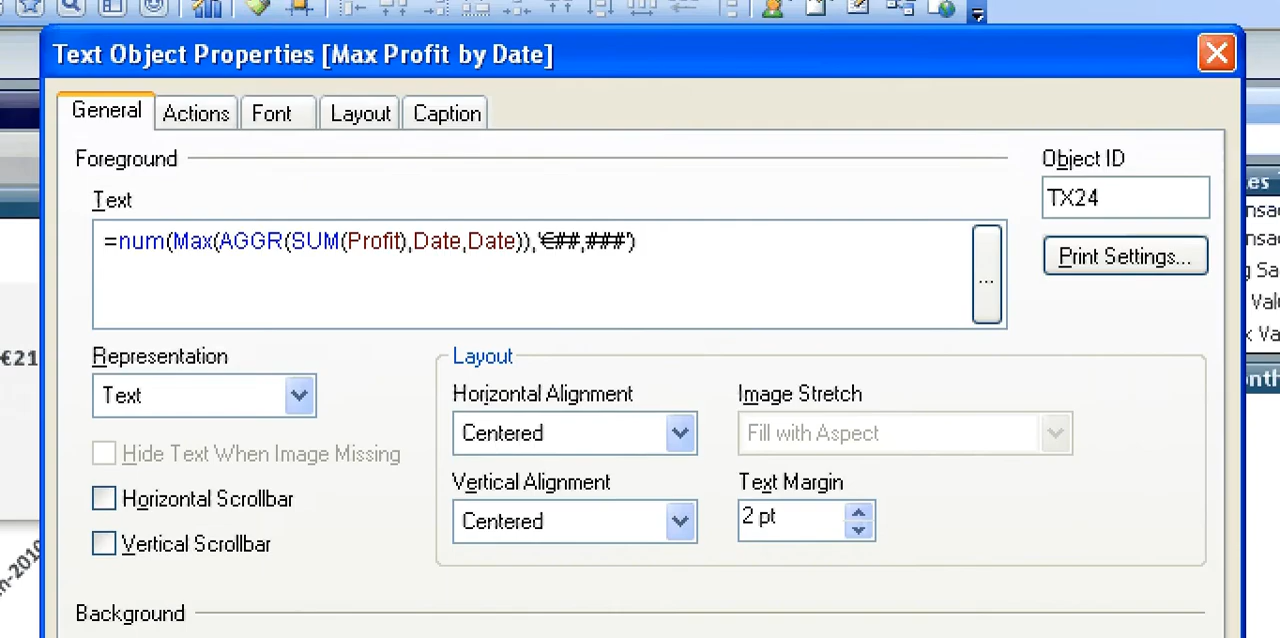 Text Object Properties [Max Profit by Date]
General Actions Font Layout Caption
Foreground
Object ID
Text
TX24
=num(Max(AGGR(SUM(Profit),Date,Date)),'€##,###')
Print Settings...
...
Representation
Layout
Text
Horizontal Alignment
Image Stretch
Centered
Fill with Aspect
Hide Text When Image Missing
Horizontal Scrollbar
Vertical Alignment
Text Margin
Centered
2 pt
Vertical Scrollbar
Background
€21